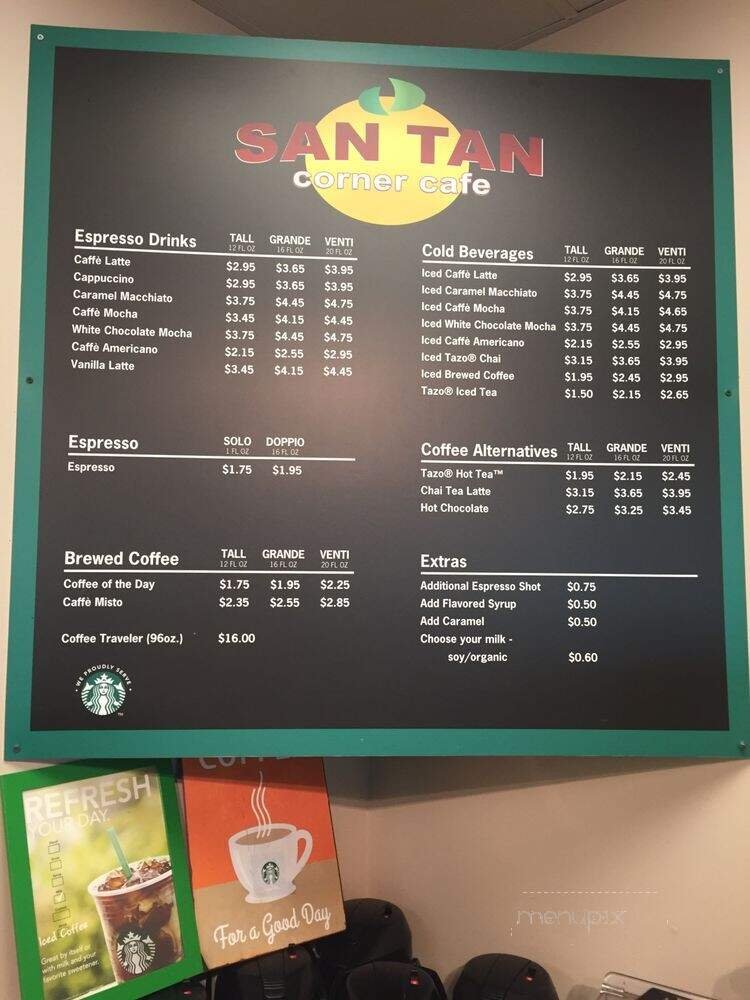 SAN TAN
corner cafe
Espresso Drinks TALL GRANDE VENTI
12 FL OZ 16 FL OZ 20 FL OZ
Caffè Latte $2.95 $3.65 $3.95
Cappuccino $2.95 $3.65 $3.95
Caramel Macchiato $3.75 $4.45 $4.75
Caffè Mocha $3.45 $4.15 $4.45
White Chocolate Mocha $3.75 $4.45 $4.75
Caffè Americano $2.15 $2.55 $2.95
Vanilla Latte $3.45 $4.15 $4.45
Espresso SOLO DOPPIO
1 FL OZ 16 FL OZ
Espresso $1.75 $1.95
Brewed Coffee TALL GRANDE VENTI
12 FL OZ 16 FL OZ 20 FL OZ
Coffee of the Day $1.75 $1.95 $2.25
Caffè Misto $2.35 $2.55 $2.85
Coffee Traveler (96oz.) $16.00
WE PROUDLY SERVE
TM
Cold Beverages TALL GRANDE VENTI
12 FL OZ 16 FL OZ 20 FL OZ
Iced Caffè Latte $2.95 $3.65 $3.95
Iced Caramel Macchiato $3.75 $4.45 $4.75
Iced Caffè Mocha $3.75 $4.15 $4.65
Iced White Chocolate Mocha $3.75 $4.45 $4.75
Iced Caffè Americano $2.15 $2.55 $2.95
Iced Tazo® Chai $3.15 $3.65 $3.95
Iced Brewed Coffee $1.95 $2.45 $2.95
Tazo® Iced Tea $1.50 $2.15 $2.65
Coffee Alternatives TALL GRANDE VENTI
12 FL OZ 16 FL OZ 20 FL OZ
Tazo® Hot Tea™ $1.95 $2.15 $2.45
Chai Tea Latte $3.15 $3.65 $3.95
Hot Chocolate $2.75 $3.25 $3.45
Extras
Additional Espresso Shot $0.75
Add Flavored Syrup $0.50
Add Caramel $0.50
Choose your milk -
soy/organic $0.60
REFRESH
YOUR DAY.
Iced Coffee
Great by itself or
with milk and your
favorite sweetener.
For a Good Day
menupix